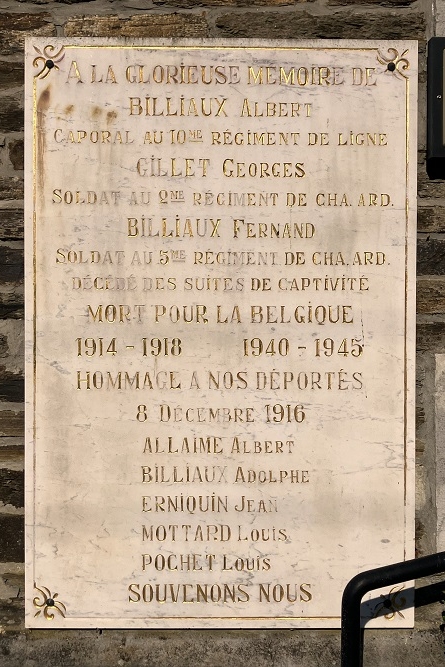 A LA GLORIEUSE MEMOIRE DE
BILLIAUX ALBERT
CAPORAL AU 10ME RÉGIMENT DE LIGNE
GILLET GEORGES
SOLDAT AU 2ME RÉGIMENT DE CHA. ARD.
BILLIAUX FERNAND
SOLDAT AU 5ME RÉGIMENT DE CHA. ARD.
DÉCÉDÉ DES SUITES DE CAPTIVITÉ
MORT POUR LA BELGIQUE
1914 - 1918 1940 - 1945
HOMMAGE A NOS DÉPORTÉS
8 DÉCEMBRE 1916
ALLAIME ALBERT
BILLIAUX ADOLPHE
ERNIQUIN JEAN
MOTTARD LOUIS
POCHET LOUIS
SOUVENONS NOUS